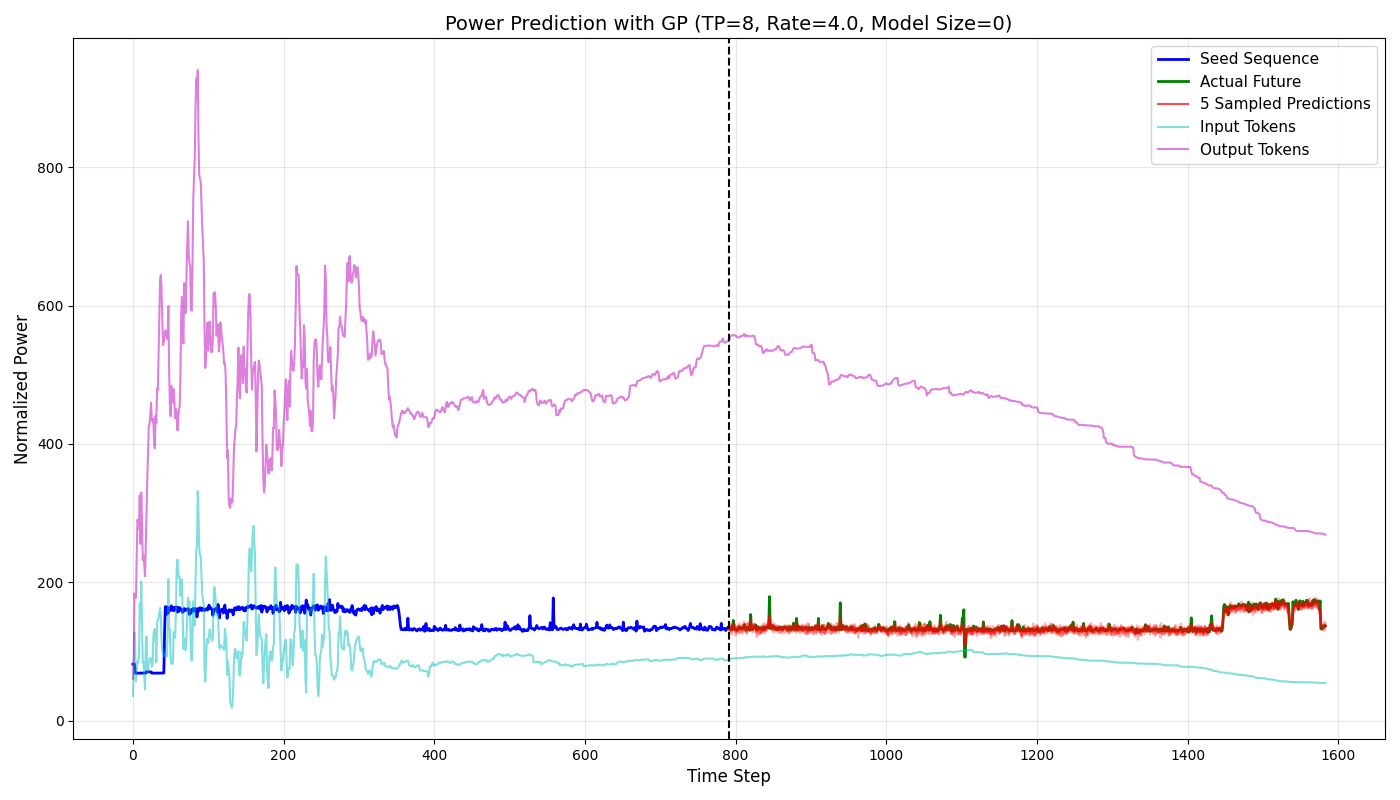 Power Prediction with GP (TP=8, Rate=4.0, Model Size=0)
Seed Sequence
Actual Future
5 Sampled Predictions
Input Tokens
Output Tokens
Normalized Power
800
600
400
200
0
0 200 400 600 800 1000 1200 1400 1600
Time Step